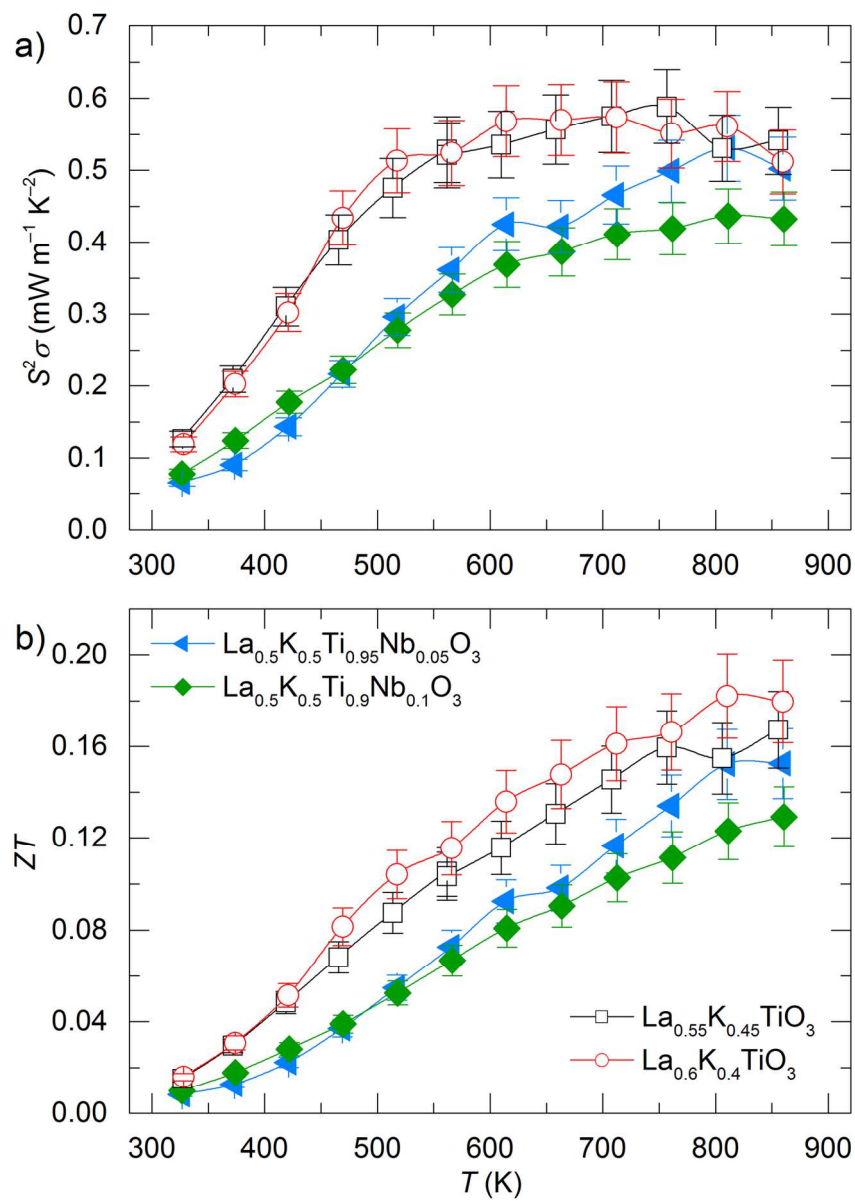 a)
0.7
0.6
0.5
0.4
0.3
0.2
0.1
0.0
S²σ (mW m⁻¹ K⁻²)
300 400 500 600 700 800 900
b)
La₀.₅K₀.₅Ti₀.₉₅Nb₀.₀₅O₃
La₀.₅K₀.₅Ti₀.₉Nb₀.₁O₃
0.20
0.16
0.12
0.08
0.04
0.00
ZT
La₀.₅₅K₀.₄₅TiO₃
La₀.₆K₀.₄TiO₃
300 400 500 600 700 800 900
T (K)